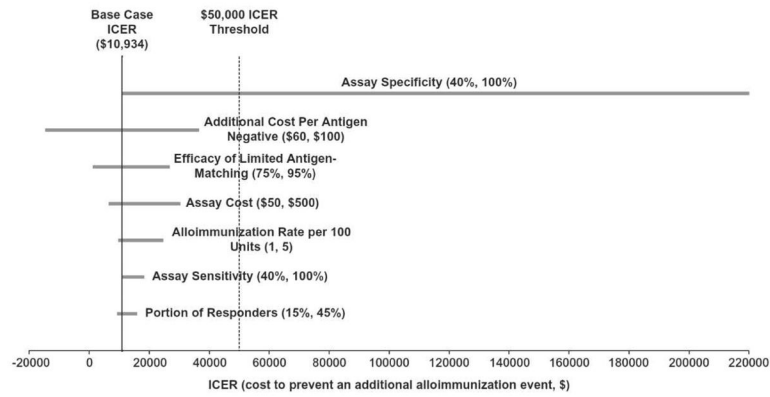 Base Case
ICER
($10,934)
$50,000 ICER
Threshold
Assay Specificity (40%, 100%)
Additional Cost Per Antigen
Negative ($60, $100)
Efficacy of Limited Antigen-
Matching (75%, 95%)
Assay Cost ($50, $500)
Alloimmunization Rate per 100
Units (1, 5)
Assay Sensitivity (40%, 100%)
Portion of Responders (15%, 45%)
-20000 0 20000 40000 60000 80000 100000 120000 140000 160000 180000 200000 220000
ICER (cost to prevent an additional alloimmunization event, $)